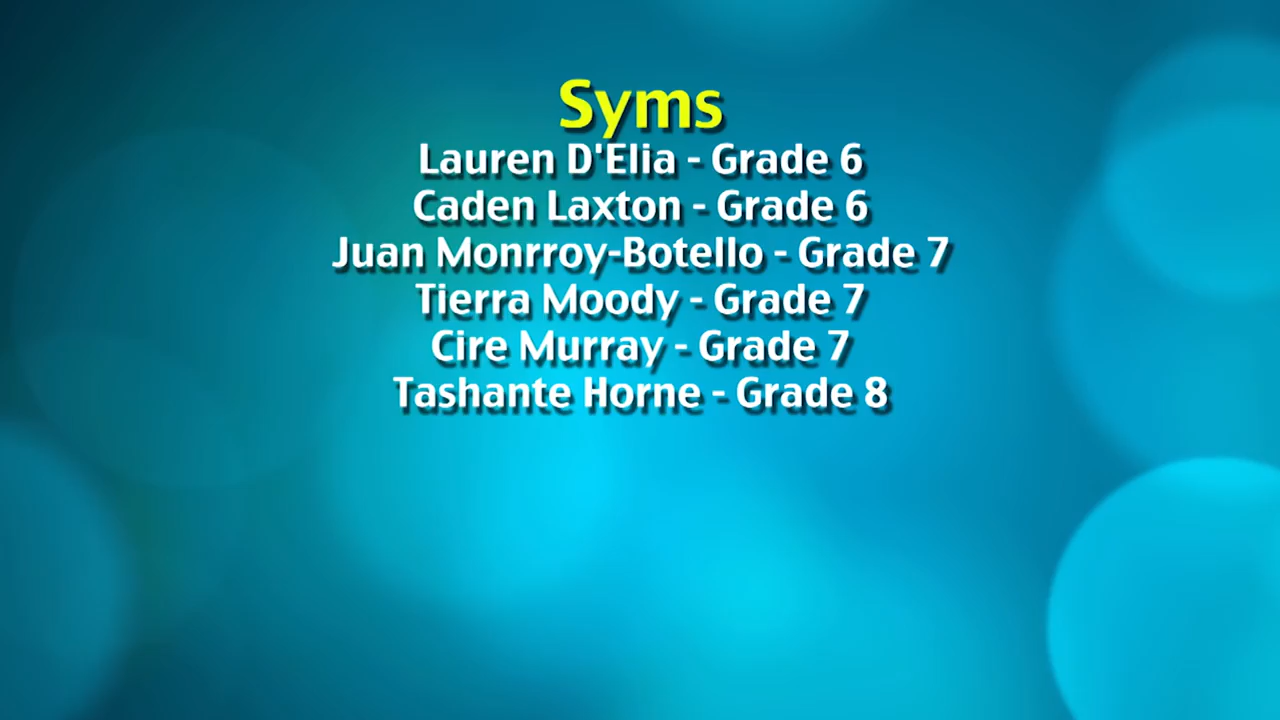 Syms
Lauren D'Elia - Grade 6
Caden Laxton - Grade 6
Juan Monrroy-Botello - Grade 7
Tierra Moody - Grade 7
Cire Murray - Grade 7
Tashante Horne - Grade 8